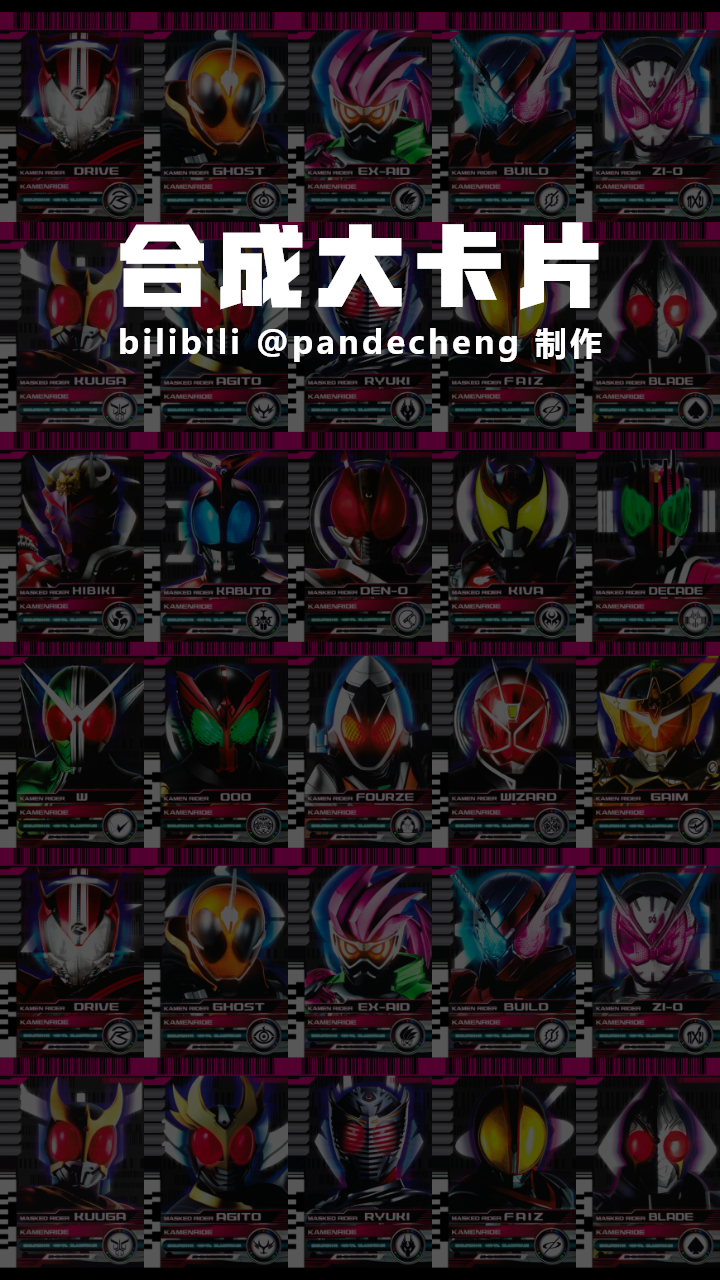 KAMEN RIDER DRIVE KAMEN RIDER GHOST KAMEN RIDER EX-AID KAMEN RIDER BUILD KAMEN RIDER ZI-O
KAMENRIDE KAMENRIDE KAMENRIDE KAMENRIDE KAMENRIDE
合成大卡片
bilibili @pandecheng 制作
MASKED RIDER KUUGA MASKED RIDER AGITO MASKED RIDER RYUKI MASKED RIDER FAIZ MASKED RIDER BLADE
KAMENRIDE KAMENRIDE KAMENRIDE KAMENRIDE KAMENRIDE
MASKED RIDER HIBIKI MASKED RIDER KABUTO MASKED RIDER DEN-O MASKED RIDER KIVA MASKED RIDER DECADE
KAMENRIDE KAMENRIDE KAMENRIDE KAMENRIDE KAMENRIDE
KAMEN RIDER W KAMEN RIDER OOO KAMEN RIDER FOURZE KAMEN RIDER WIZARD KAMEN RIDER GAIM
KAMENRIDE KAMENRIDE KAMENRIDE KAMENRIDE KAMENRIDE
KAMEN RIDER DRIVE KAMEN RIDER GHOST KAMEN RIDER EX-AID KAMEN RIDER BUILD KAMEN RIDER ZI-O
KAMENRIDE KAMENRIDE KAMENRIDE KAMENRIDE KAMENRIDE
MASKED RIDER KUUGA MASKED RIDER AGITO MASKED RIDER RYUKI MASKED RIDER FAIZ MASKED RIDER BLADE
KAMENRIDE KAMENRIDE KAMENRIDE KAMENRIDE KAMENRIDE